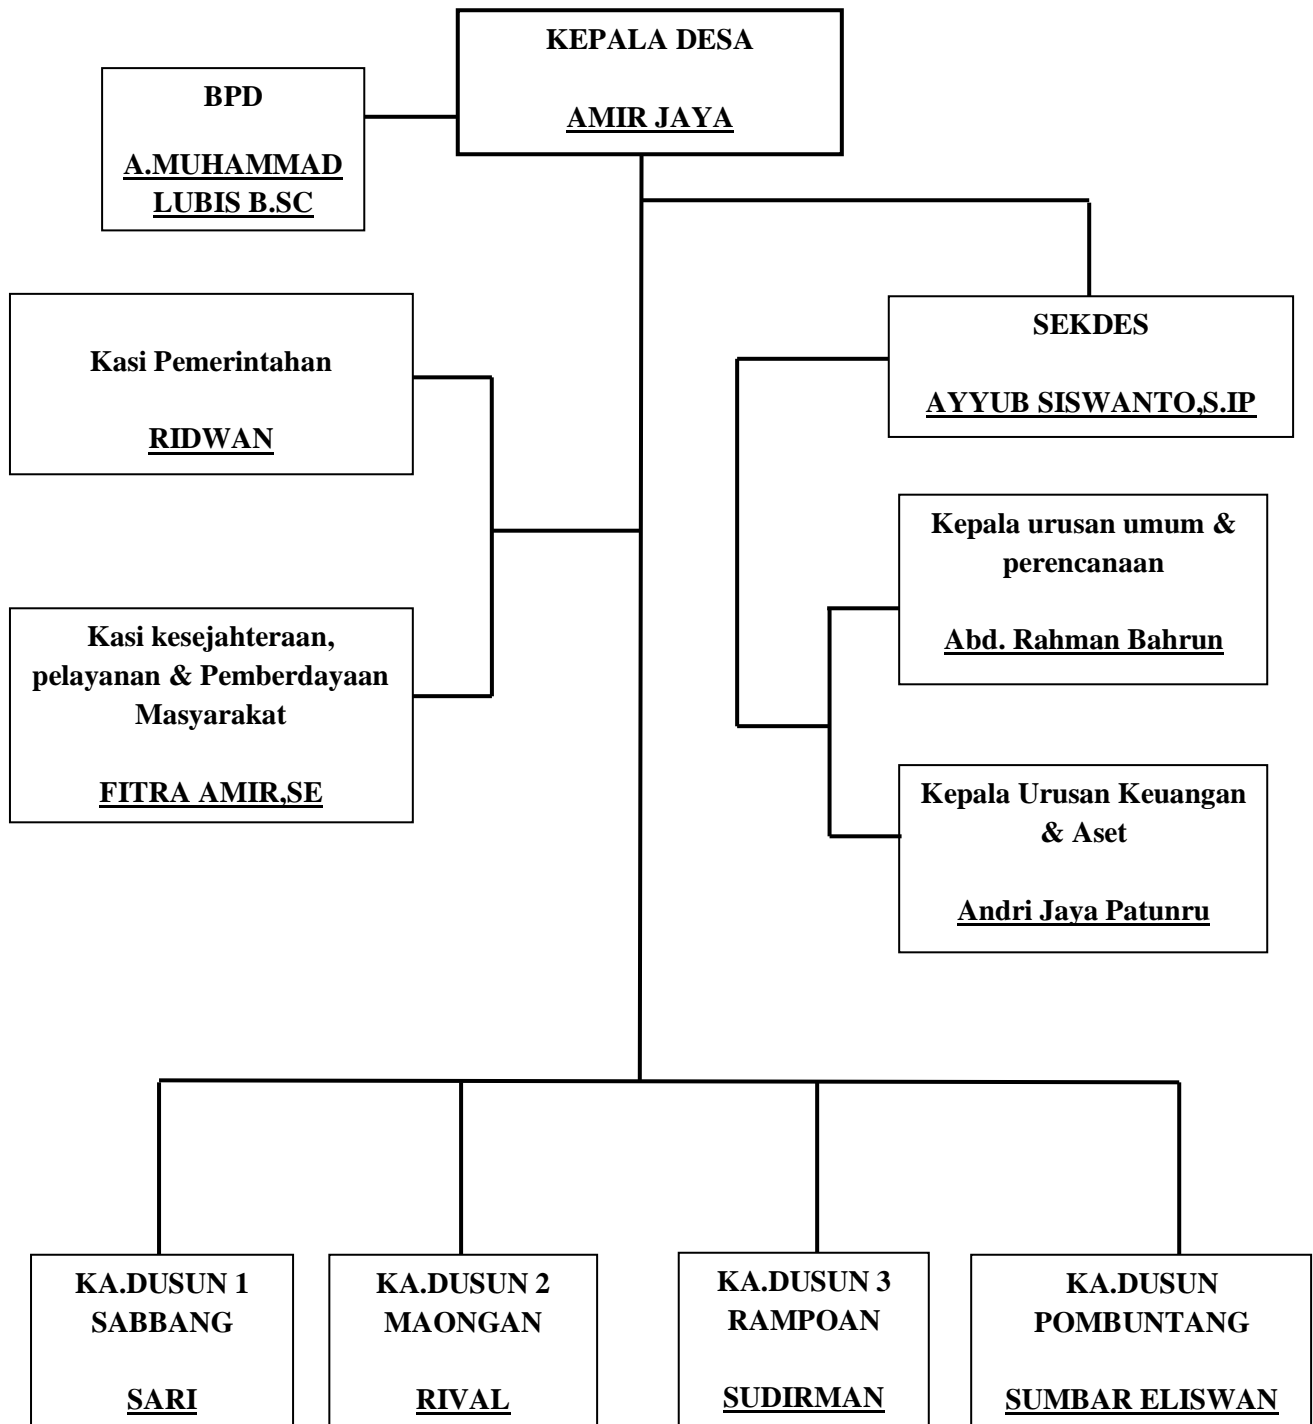 KEPALA DESA
AMIR JAYA
BPD
A.MUHAMMAD
LUBIS B.SC
Kasi Pemerintahan
RIDWAN
SEKDES
AYYUB SISWANTO,S.IP
Kepala urusan umum &
perencanaan
Abd. Rahman Bahrun
Kasi kesejahteraan,
pelayanan & Pemberdayaan
Masyarakat
FITRA AMIR,SE
Kepala Urusan Keuangan
& Aset
Andri Jaya Patunru
KA.DUSUN 1
SABBANG
SARI
KA.DUSUN 2
MAONGAN
RIVAL
KA.DUSUN 3
RAMPOAN
SUDIRMAN
KA.DUSUN
POMBUNTANG
SUMBAR ELISWAN